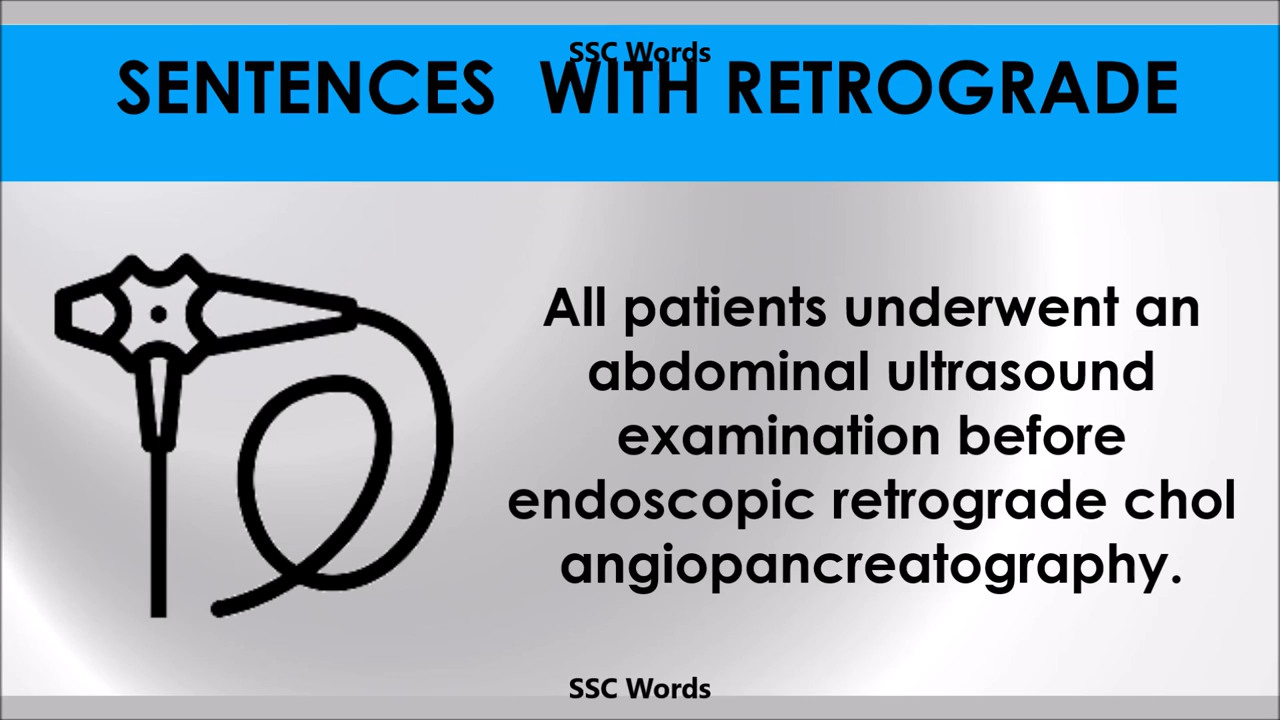 SSC Words
SENTENCES WITH RETROGRADE
All patients underwent an
abdominal ultrasound
examination before
endoscopic retrograde chol
angiopancreatography.
SSC Words